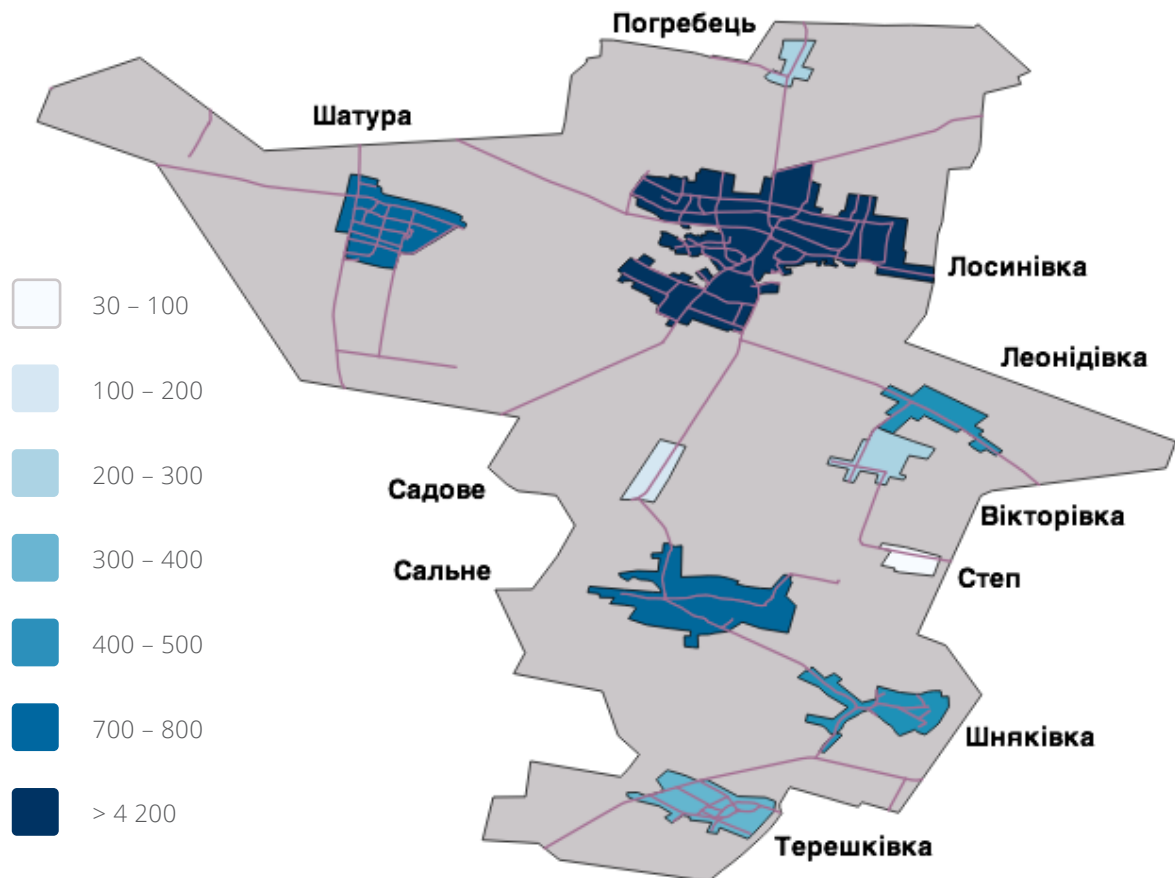 Погребець
Шатура
Лосинівка
Леонідівка
Садове
Вікторівка
Сальне
Степ
Шняківка
Терешківка
30 – 100
100 – 200
200 – 300
300 – 400
400 – 500
700 – 800
> 4 200